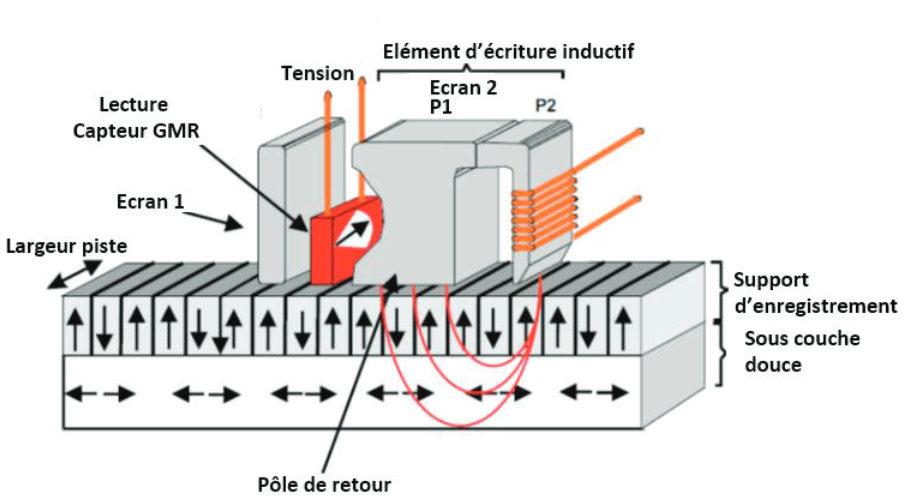 Elément d’écriture inductif
Tension
Ecran 2
P1
P2
Lecture
Capteur GMR
Ecran 1
Largeur piste
Support
d’enregistrement
Sous couche
douce
Pôle de retour